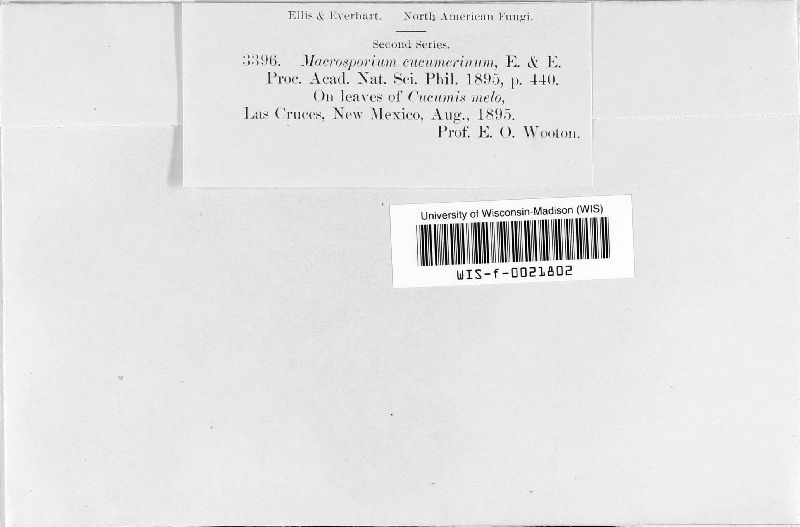 Ellis & Everhart. North American Fungi.
Second Series.
3396. Macrosporium cucumerinum, E. & E.
Proc. Acad. Nat. Sci. Phil. 1895, p. 440.
On leaves of Cucumis melo,
Las Cruces, New Mexico, Aug., 1895.
Prof. E. O. Wooton.
University of Wisconsin-Madison (WIS)
WIS-f-0021802